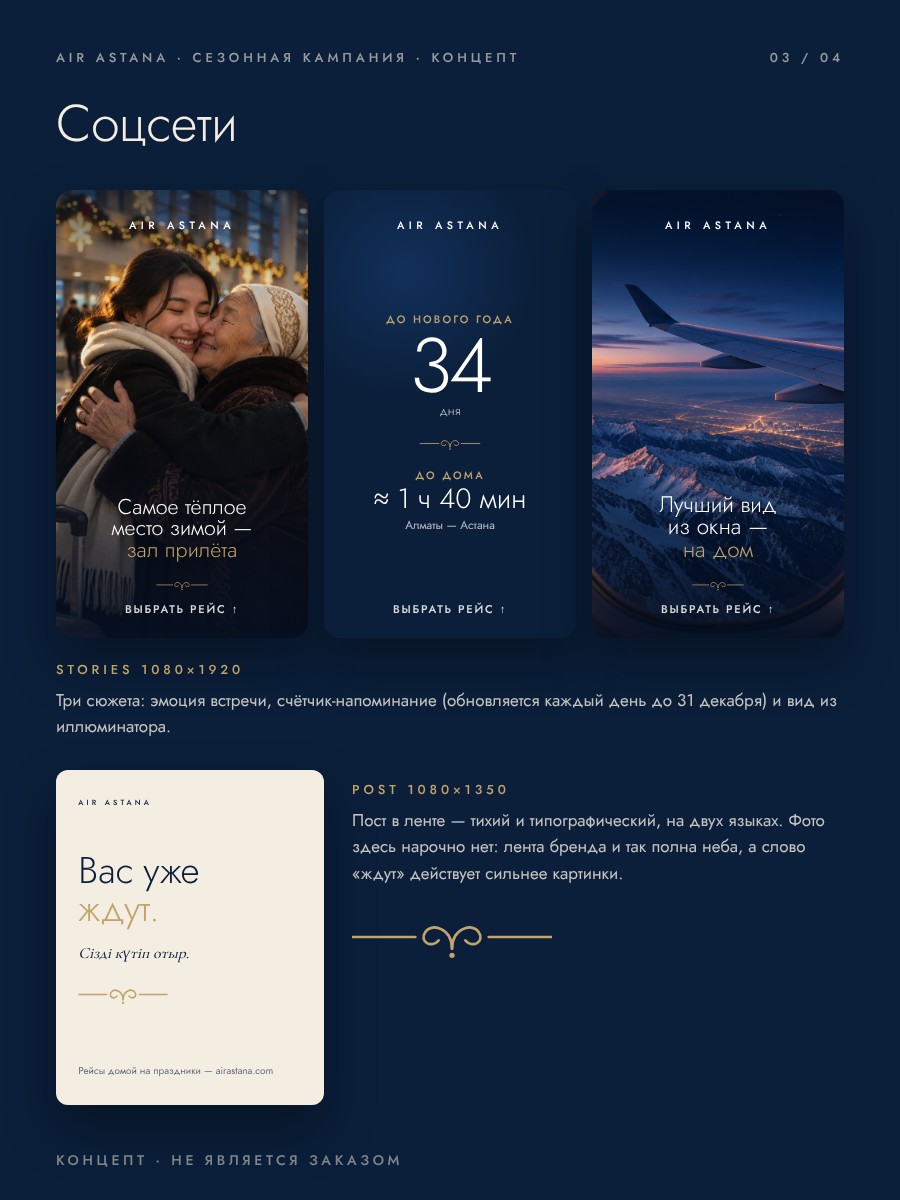 AIR ASTANA · СЕЗОННАЯ КАМПАНИЯ · КОНЦЕПТ
03 / 04
Соцсети
AIR ASTANA
Самое тёплое
место зимой —
зал прилёта
ВЫБРАТЬ РЕЙС ↑
AIR ASTANA
ДО НОВОГО ГОДА
34
дня
ДО ДОМА
≈ 1 ч 40 мин
Алматы — Астана
ВЫБРАТЬ РЕЙС ↑
AIR ASTANA
Лучший вид
из окна —
на дом
ВЫБРАТЬ РЕЙС ↑
STORIES 1080×1920
Три сюжета: эмоция встречи, счётчик-напоминание (обновляется каждый день до 31 декабря) и вид из
иллюминатора.
AIR ASTANA
Вас уже
ждут.
Сізді күтіп отыр.
Рейсы домой на праздники — airastana.com
POST 1080×1350
Пост в ленте — тихий и типографический, на двух языках. Фото
здесь нарочно нет: лента бренда и так полна неба, а слово
«ждут» действует сильнее картинки.
КОНЦЕПТ · НЕ ЯВЛЯЕТСЯ ЗАКАЗОМ